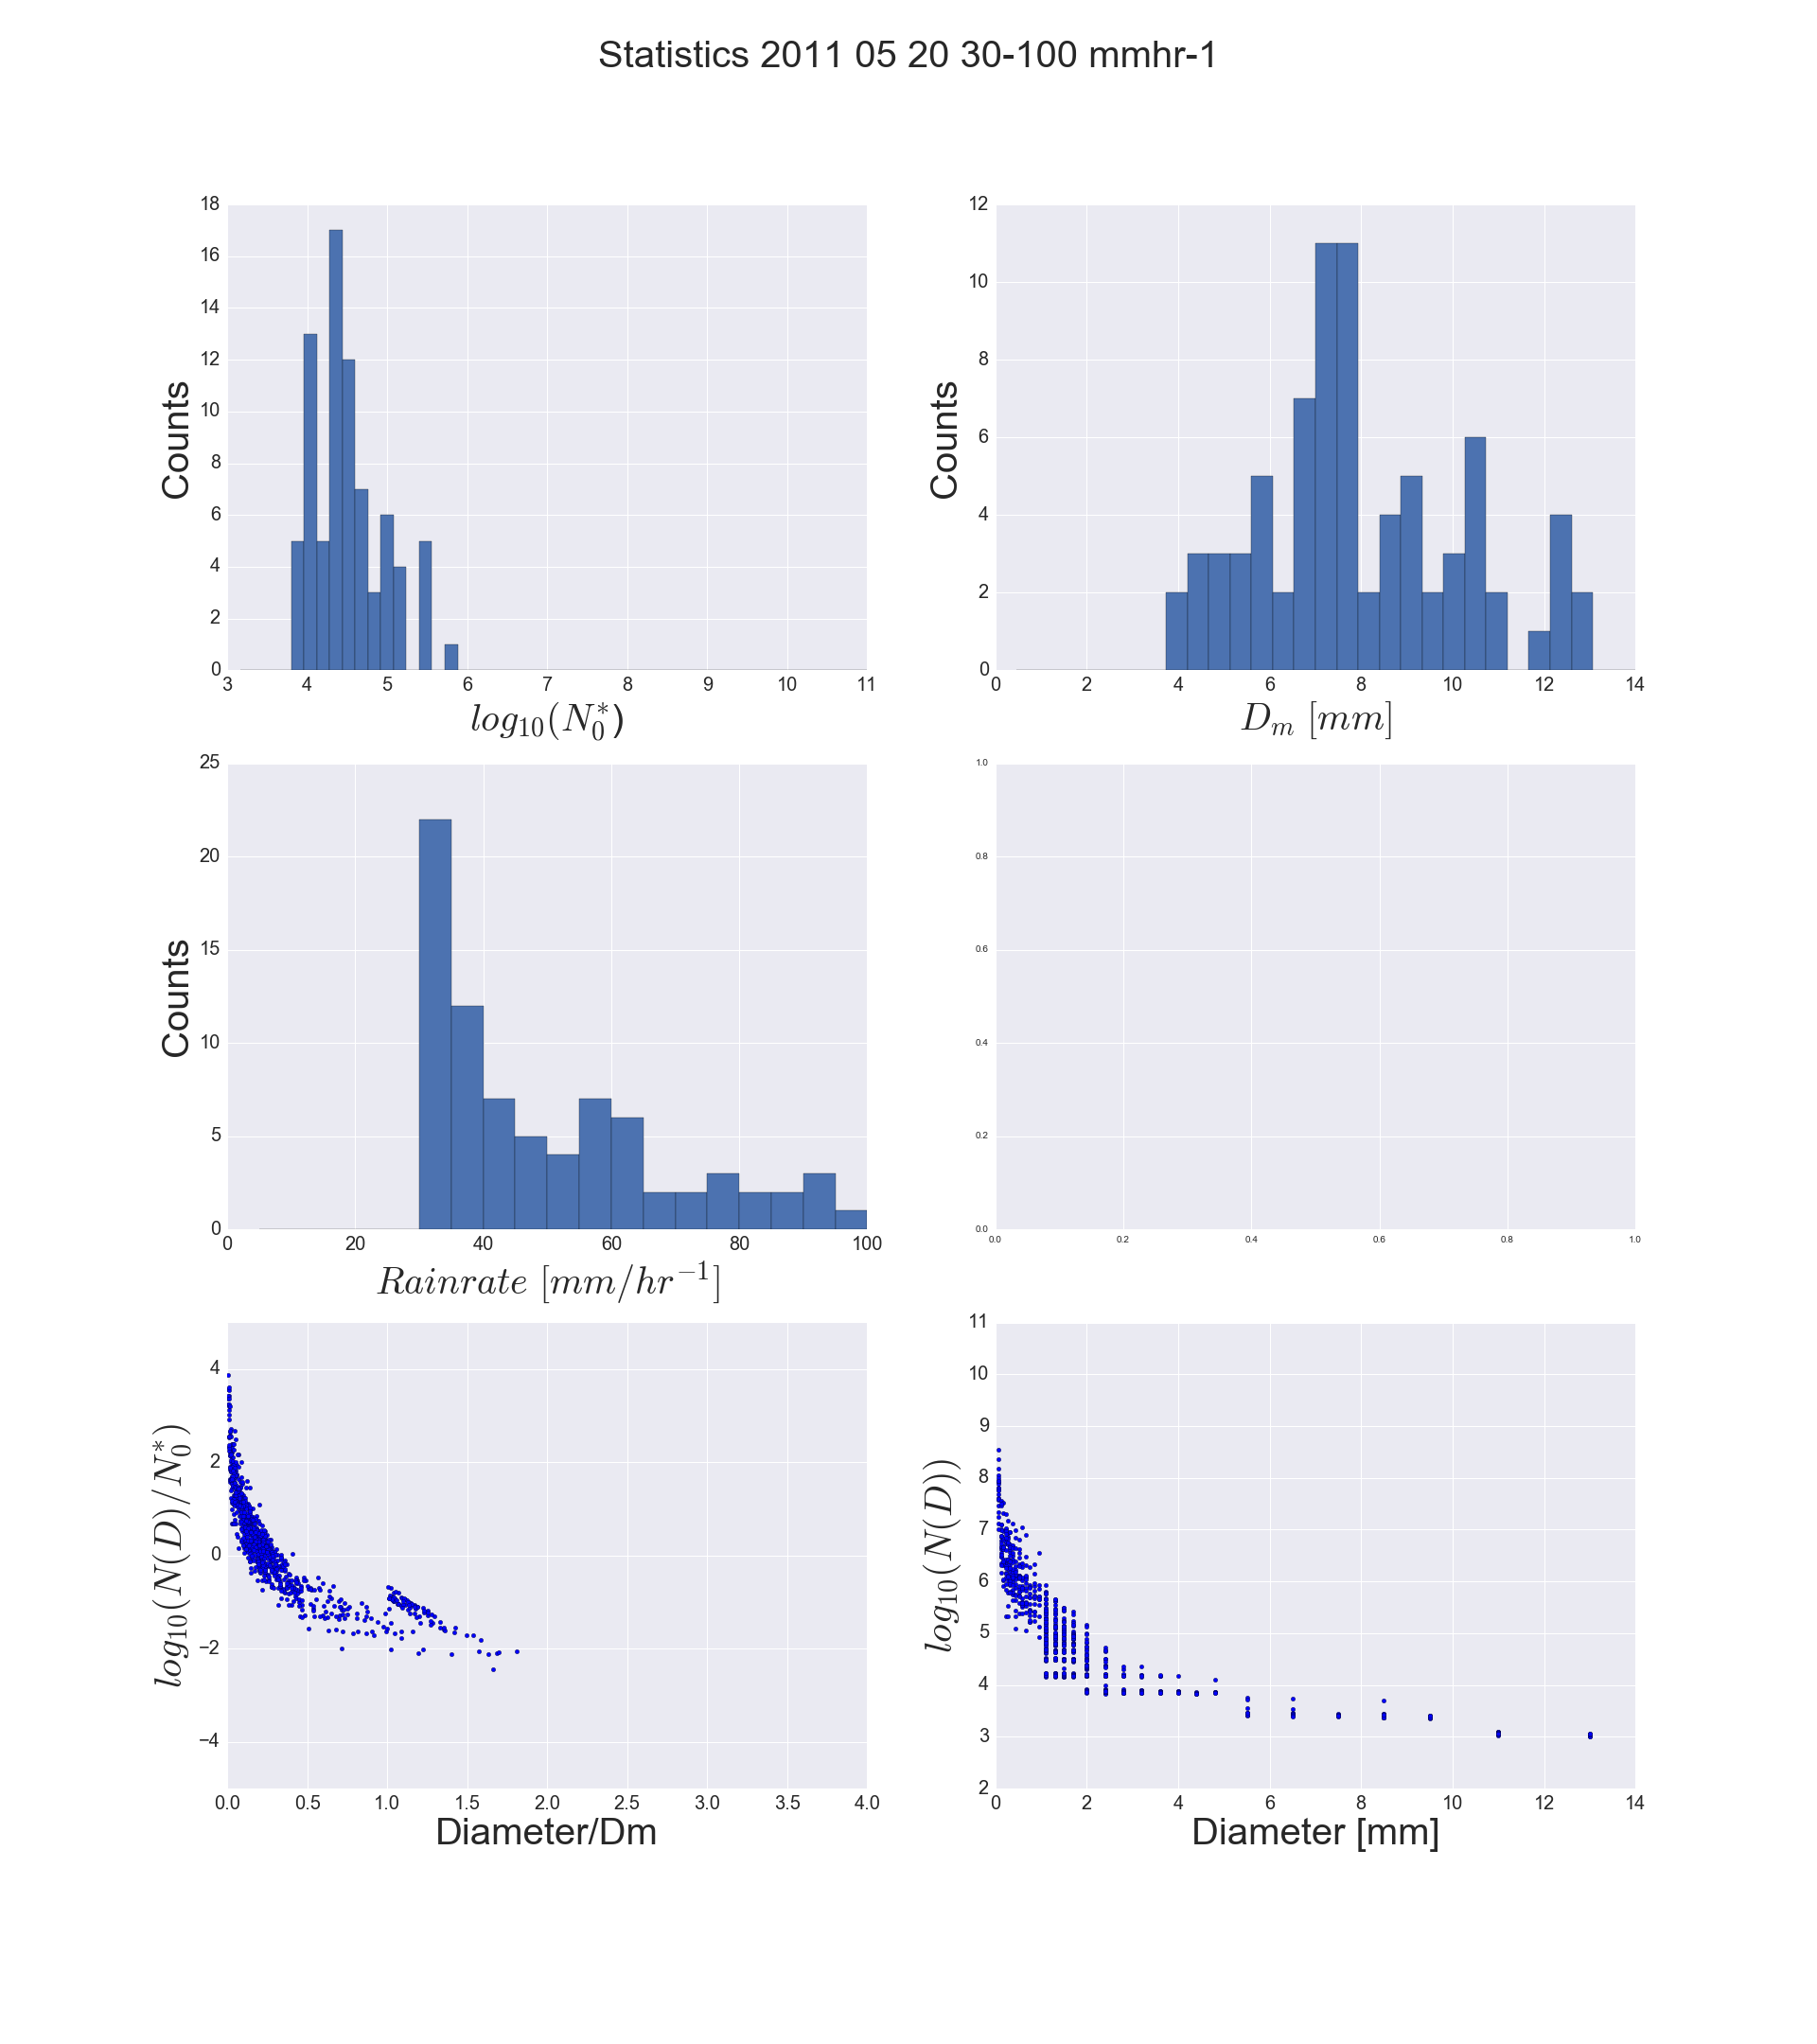 Statistics 2011 05 20 30-100 mmhr-1
18
16
14
12
10
8
6
4
2
0
Counts
3 4 5 6 7 8 9 10 11
log₁₀(N₀*)
12
10
8
6
4
2
0
Counts
0 2 4 6 8 10 12 14
Dₘ [mm]
25
20
15
10
5
0
Counts
0 20 40 60 80 100
Rainrate [mm/hr⁻¹]
1.0
0.8
0.6
0.4
0.2
0.0
0.0 0.2 0.4 0.6 0.8 1.0
4
2
0
−2
−4
log₁₀(N(D)/N₀*)
0.0 0.5 1.0 1.5 2.0 2.5 3.0 3.5 4.0
Diameter/Dm
11
10
9
8
7
6
5
4
3
2
log₁₀(N(D))
0 2 4 6 8 10 12 14
Diameter [mm]